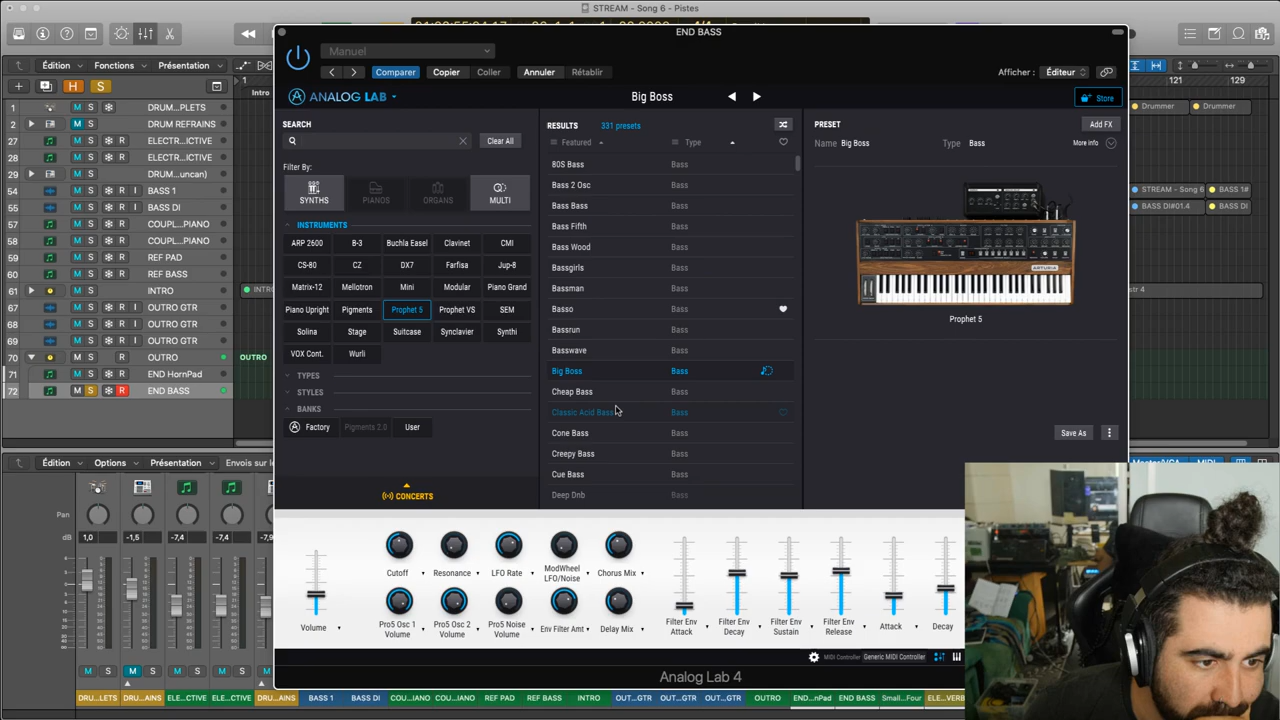 STREAM - Song 6 - Pistes
END BASS
Manuel
Comparer Copier Coller Annuler Rétablir Afficher : Éditeur
ANALOG LAB Big Boss Store
Édition Fonctions Présentation
1 121 129
Intro
SEARCH Clear All
Filter By:
SYNTHS PIANOS ORGANS MULTI
INSTRUMENTS
ARP 2600 B-3 Buchla Easel Clavinet CMI
CS-80 CZ DX7 Farfisa Jup-8
Matrix-12 Mellotron Mini Modular Piano Grand
Piano Upright Pigments Prophet 5 Prophet VS SEM
Solina Stage Suitcase Synclavier Synthi
VOX Cont. Wurli
TYPES
STYLES
BANKS
Factory Pigments 2.0 User
CONCERTS
RESULTS 331 presets
Featured Type
80S Bass Bass
Bass 2 Osc Bass
Bass Bass Bass
Bass Fifth Bass
Bass Wood Bass
Bassgirls Bass
Bassman Bass
Basso Bass
Bassrun Bass
Basswave Bass
Big Boss Bass
Cheap Bass Bass
Classic Acid Bass Bass
Cone Bass Bass
Creepy Bass Bass
Cue Bass Bass
Deep Dnb Bass
PRESET Add FX
Name Big Boss Type Bass More info
ARTURIA
Prophet 5
Save As
1 M S DRUM...PLETS
2 M S DRUM REFRAINS
27 M S ELE...ECTIVE
28 M S ELE...ECTIVE
29 M S DRU...uncan)
54 M S R I BASS 1
55 M S R I BASS DI
57 M S R COUPL...PIANO
58 M S R COUPL...PIANO
59 M S R REF PAD
60 M S R REF BASS
61 M S I INTRO
67 M S R I OUTRO GTR
68 M S R I OUTRO GTR
69 M S R I OUTRO GTR
70 M S R OUTRO
71 M S R END HornPad
72 M S R END BASS
OUTRO
Drummer Drummer
STREAM - Song 6 BASS 1#
BASS DI#01.4 BASS DI
Édition Options Présentation Envois sur le
Master/VCA MIDI
Pan
dB 1,0 -1,5 -7,4 -7,4
Cutoff Resonance LFO Rate ModWheel LFO/Noise Chorus Mix
Volume Pro5 Osc 1 Volume Pro5 Osc 2 Volume Pro5 Noise Volume Env Filter Amt Delay Mix
Filter Env Attack Filter Env Decay Filter Env Sustain Filter Env Release Attack Decay
MIDI Controller Generic MIDI Controller
Analog Lab 4
M S M S M S M S
DRU...LETS DRU...AINS ELE...CTIVE ELE...CTIVE DRU...AINS BASS 1 BASS DI COU...IANO COU...IANO REF PAD REF BASS INTRO OUT...GTR OUT...GTR OUT...GTR OUTRO END...nPad END BASS Small...Four